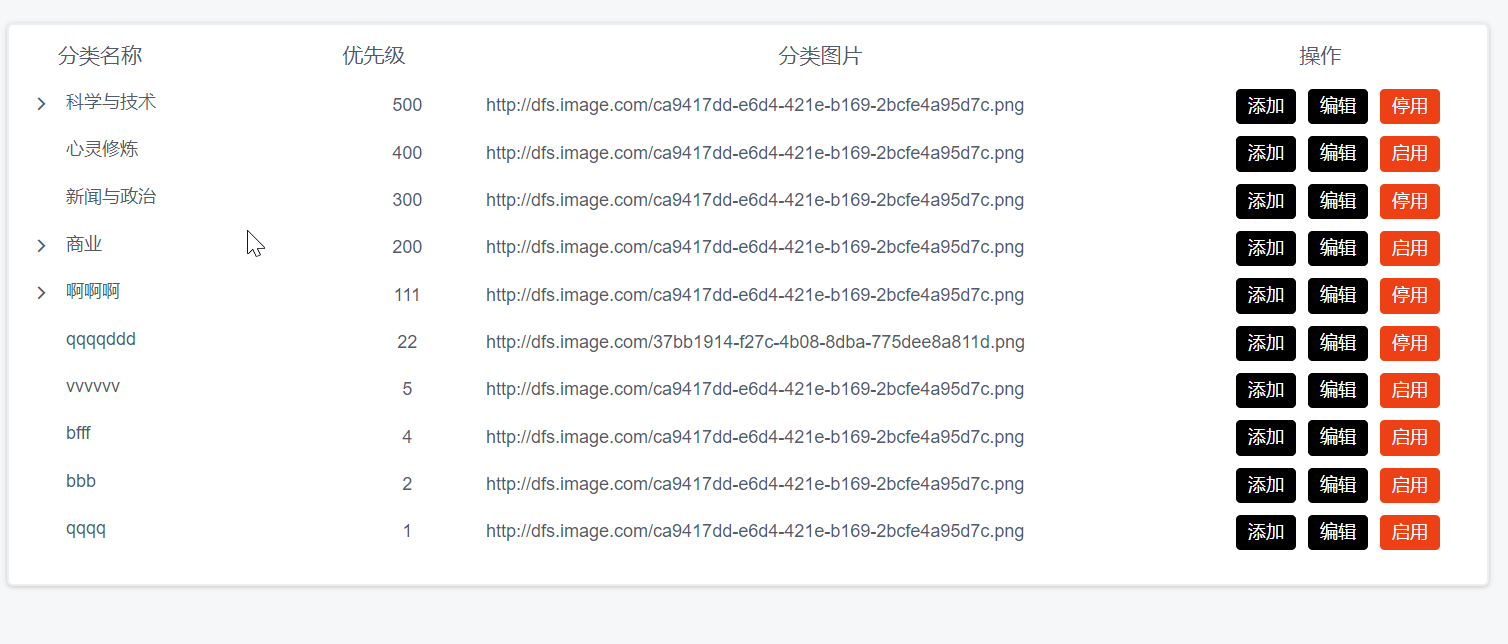 分类名称 优先级 分类图片 操作
科学与技术 500 http://dfs.image.com/ca9417dd-e6d4-421e-b169-2bcfe4a95d7c.png 添加 编辑 停用
心灵修炼 400 http://dfs.image.com/ca9417dd-e6d4-421e-b169-2bcfe4a95d7c.png 添加 编辑 启用
新闻与政治 300 http://dfs.image.com/ca9417dd-e6d4-421e-b169-2bcfe4a95d7c.png 添加 编辑 停用
商业 200 http://dfs.image.com/ca9417dd-e6d4-421e-b169-2bcfe4a95d7c.png 添加 编辑 启用
啊啊啊 111 http://dfs.image.com/ca9417dd-e6d4-421e-b169-2bcfe4a95d7c.png 添加 编辑 停用
qqqqddd 22 http://dfs.image.com/37bb1914-f27c-4b08-8dba-775dee8a811d.png 添加 编辑 停用
vvvvvv 5 http://dfs.image.com/ca9417dd-e6d4-421e-b169-2bcfe4a95d7c.png 添加 编辑 启用
bfff 4 http://dfs.image.com/ca9417dd-e6d4-421e-b169-2bcfe4a95d7c.png 添加 编辑 启用
bbb 2 http://dfs.image.com/ca9417dd-e6d4-421e-b169-2bcfe4a95d7c.png 添加 编辑 启用
qqqq 1 http://dfs.image.com/ca9417dd-e6d4-421e-b169-2bcfe4a95d7c.png 添加 编辑 启用